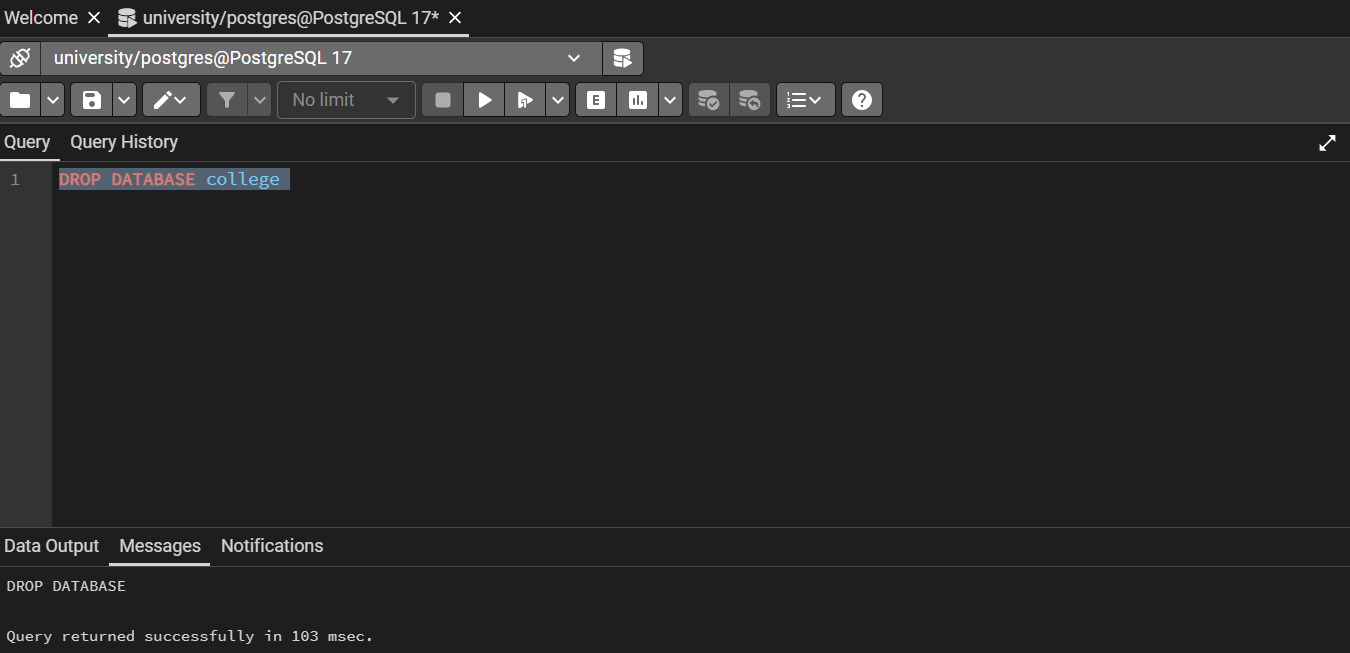 Welcome
university/postgres@PostgreSQL 17*
university/postgres@PostgreSQL 17
No limit
E
Query Query History
1 DROP DATABASE college
Data Output Messages Notifications
DROP DATABASE
Query returned successfully in 103 msec.